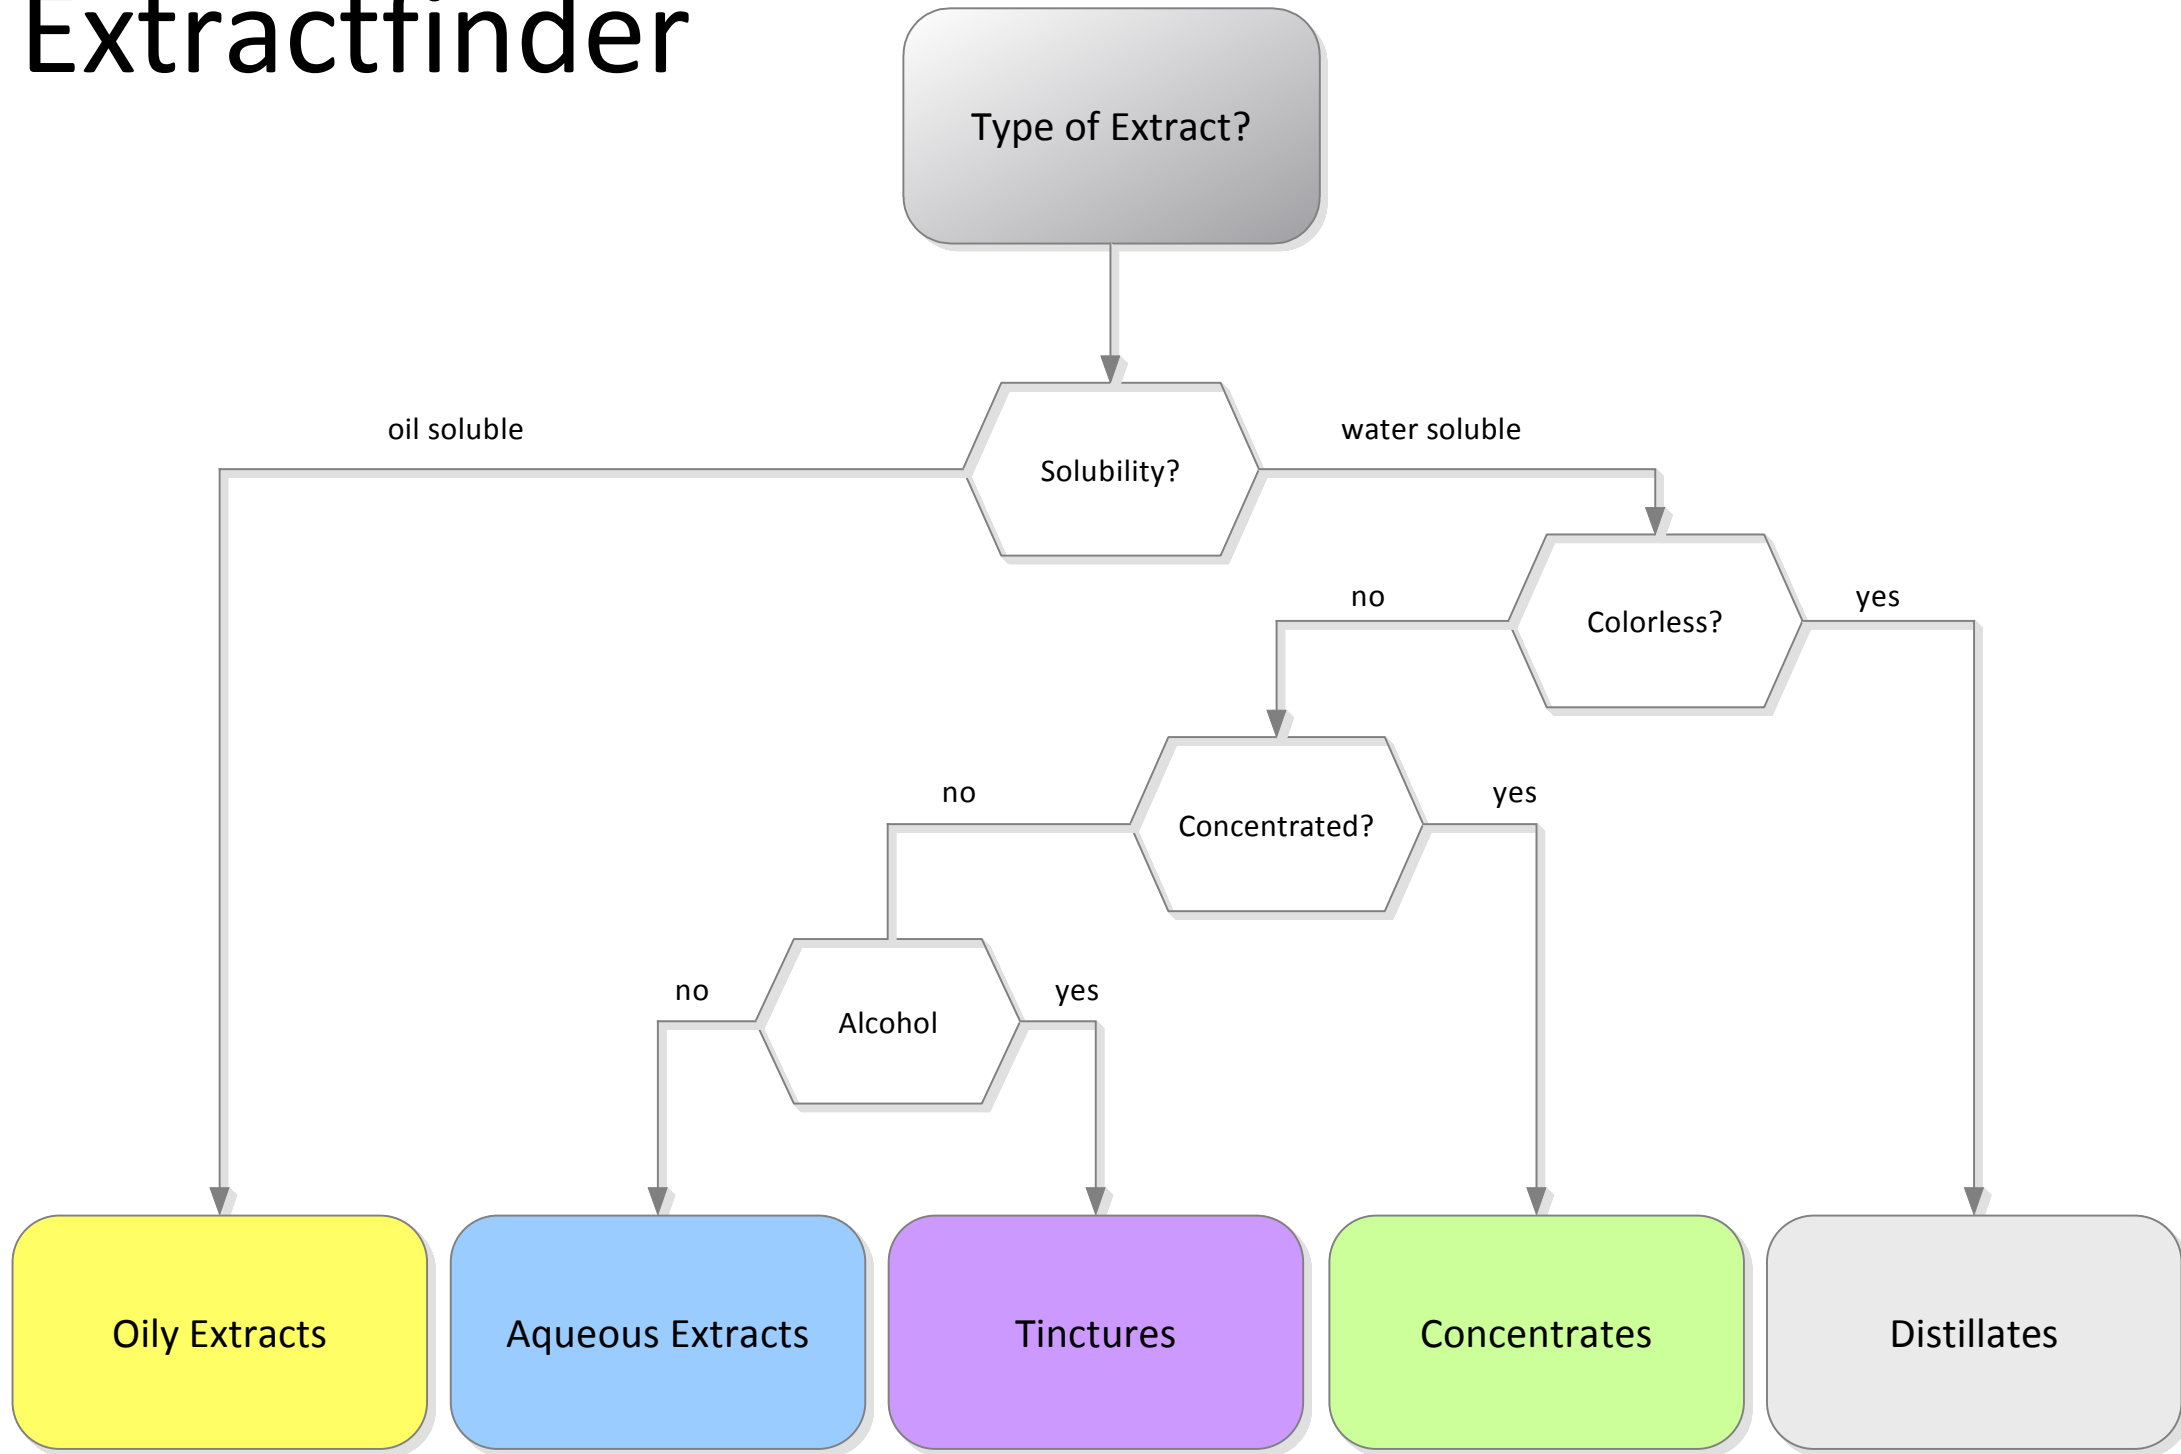 Extractfinder
Type of Extract?
oil soluble
water soluble
Solubility?
no
yes
Colorless?
no
yes
Concentrated?
no
yes
Alcohol
Oily Extracts
Aqueous Extracts
Tinctures
Concentrates
Distillates